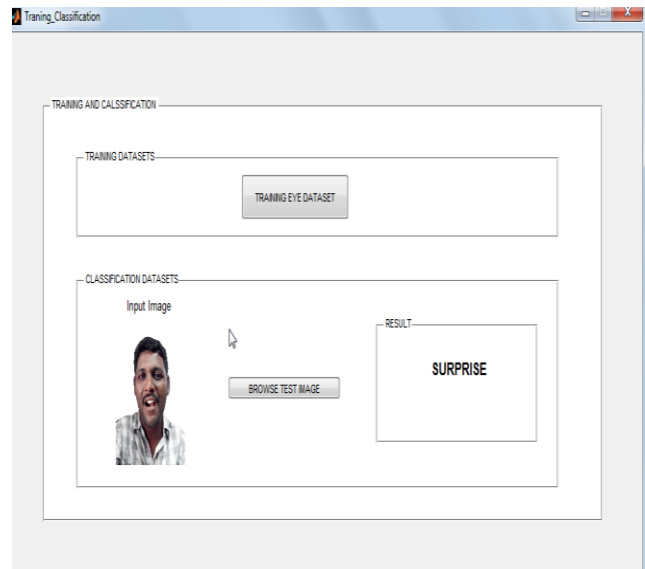 Traning_Classification
TRAINING AND CALSSIFICATION
TRAINING DATASETS
TRAINING EYE DATASET
CLASSIFICATION DATASETS
Input Image
RESULT
SURPRISE
BROWSE TEST IMAGE